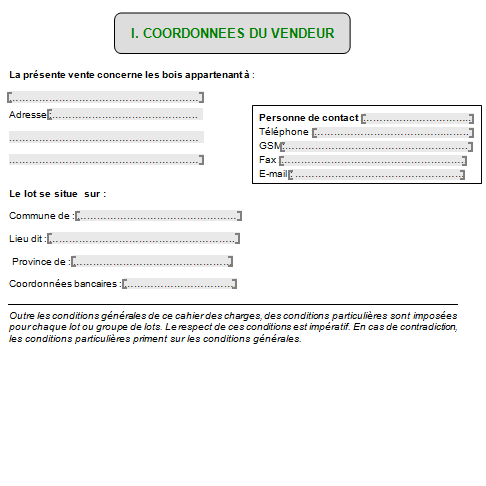 I. COORDONNEES DU VENDEUR
La présente vente concerne les bois appartenant à :
[............................................................]
Adresse[................................................
............................................................
............................................................]
Personne de contact [..................................]
Téléphone [................................................]
GSM[..........................................................]
Fax [.........................................................]
E-mail[......................................................]
Le lot se situe sur :
Commune de :[..................................................]
Lieu dit :[...........................................................]
Province de :[.................................................]
Coordonnées bancaires :[..................................]
Outre les conditions générales de ce cahier des charges, des conditions particulières sont imposées
pour chaque lot ou groupe de lots. Le respect de ces conditions est impératif. En cas de contradiction,
les conditions particulières priment sur les conditions générales.